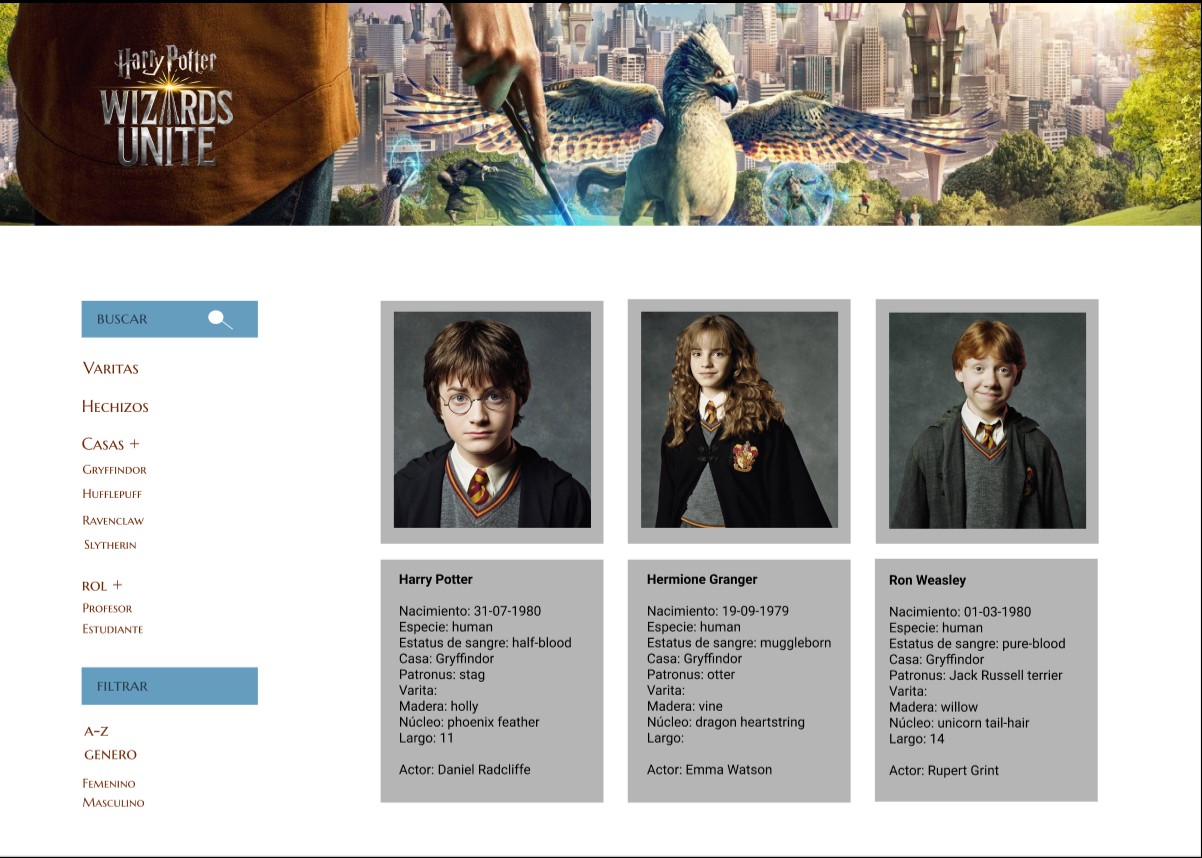 Harry Potter
WIZARDS
UNITE
BUSCAR
Varitas
Hechizos
Casas +
Gryffindor
Hufflepuff
Ravenclaw
Slytherin
rol +
Profesor
Estudiante
FILTRAR
A-Z
GENERO
Femenino
Masculino
Harry Potter
Nacimiento: 31-07-1980
Especie: human
Estatus de sangre: half-blood
Casa: Gryffindor
Patronus: stag
Varita:
Madera: holly
Núcleo: phoenix feather
Largo: 11
Actor: Daniel Radcliffe
Hermione Granger
Nacimiento: 19-09-1979
Especie: human
Estatus de sangre: muggleborn
Casa: Gryffindor
Patronus: otter
Varita:
Madera: vine
Núcleo: dragon heartstring
Largo:
Actor: Emma Watson
Ron Weasley
Nacimiento: 01-03-1980
Especie: human
Estatus de sangre: pure-blood
Casa: Gryffindor
Patronus: Jack Russell terrier
Varita:
Madera: willow
Núcleo: unicorn tail-hair
Largo: 14
Actor: Rupert Grint